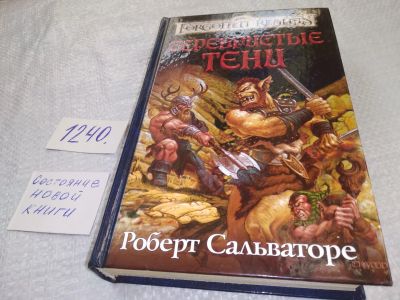 FORGOTTEN REALMS
СЕРЕБРИСТЫЕ
ТЕНИ
1240.
Состояние
новой
книги
Роберт Сальваторе